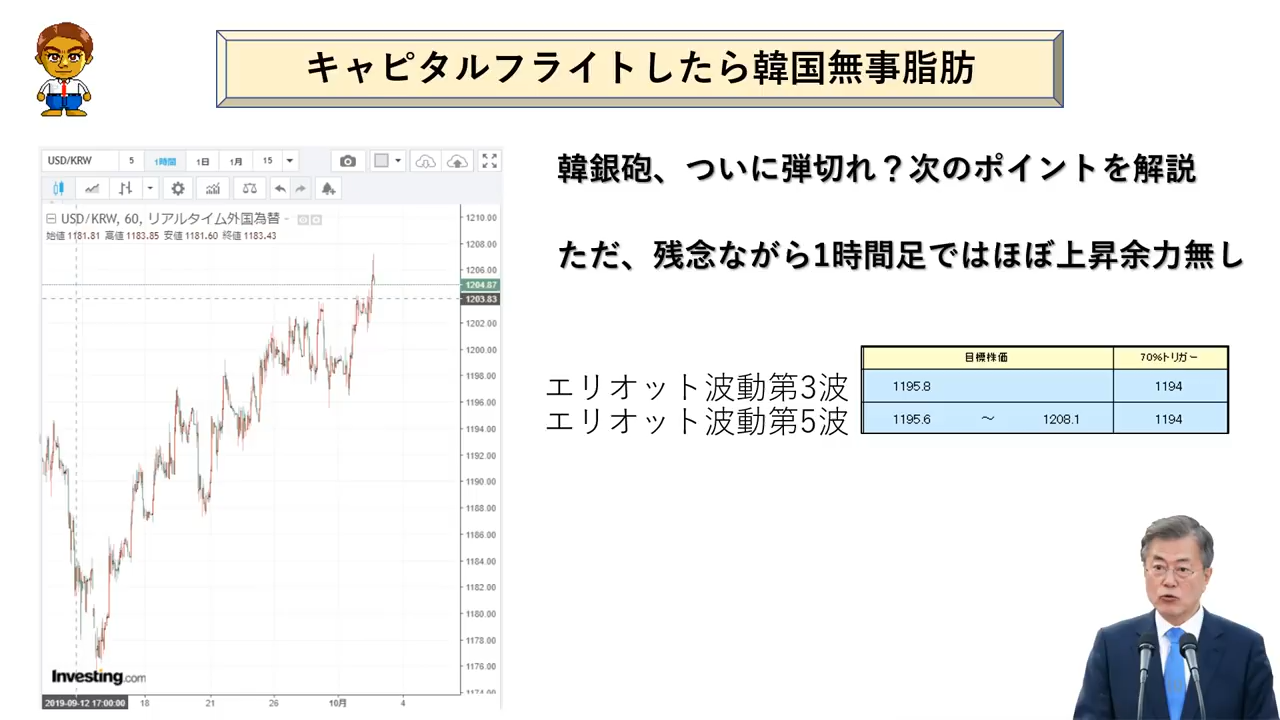 キャピタルフライトしたら韓国無事脂肪
韓銀砲、ついに弾切れ？次のポイントを解説
ただ、残念ながら1時間足ではほぼ上昇余力無し
USD/KRW 5 1時間 1日 1月 15
USD/KRW, 60, リアルタイム外国為替
始値 1181.81 高値 1183.85 安値 1181.60 終値 1183.43
1210.00
1208.00
1206.00
1204.87
1203.83
1202.00
1200.00
1198.00
1196.00
1194.00
1192.00
1190.00
1188.00
1186.00
1184.00
1182.00
1180.00
1178.00
1176.00
1174.00
Investing.com
2019-09-12 17:00:00 18 21 26 10月 4
目標株価 70%トリガー
エリオット波動第3波 1195.8 1194
エリオット波動第5波 1195.6 ～ 1208.1 1194